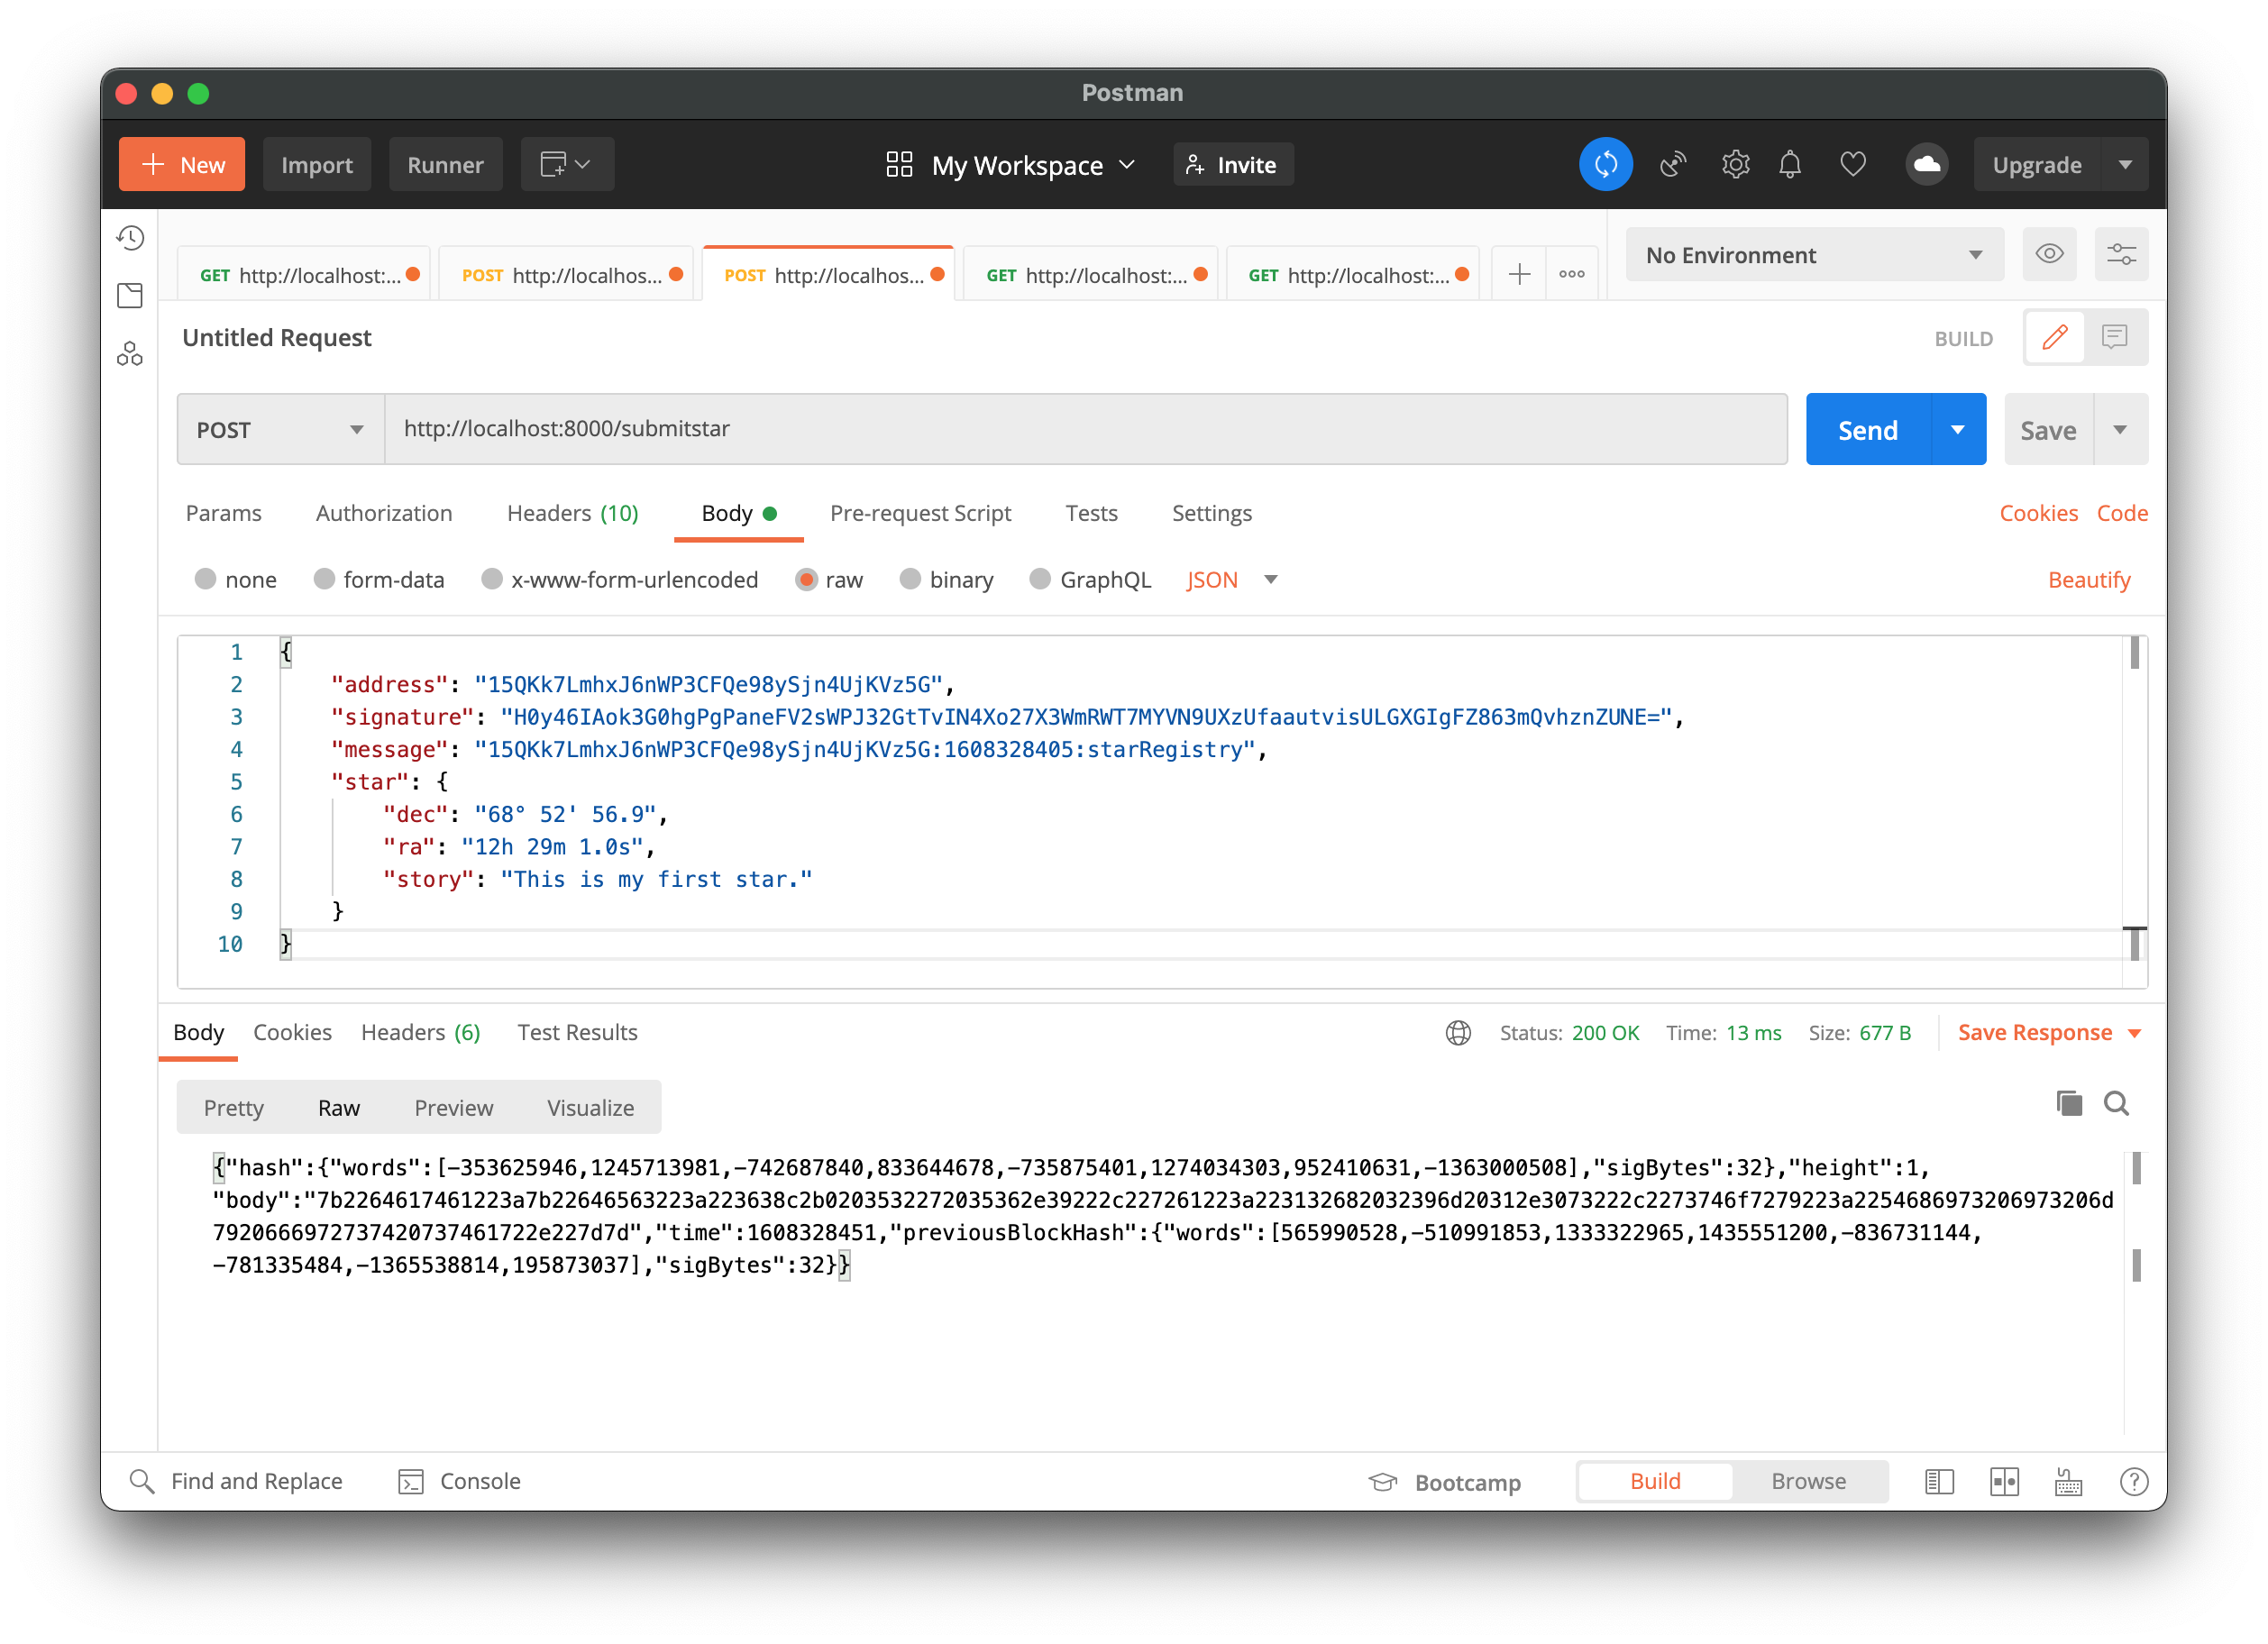 Postman
New Import Runner My Workspace Invite Upgrade
GET http://localhost:... POST http://localhos... POST http://localhos... GET http://localhost:... GET http://localhost:... No Environment
Untitled Request BUILD
POST http://localhost:8000/submitstar Send Save
Params Authorization Headers (10) Body Pre-request Script Tests Settings Cookies Code
none form-data x-www-form-urlencoded raw binary GraphQL JSON Beautify
1 {
2 "address": "15QKk7LmhxJ6nWP3CFQe98ySjn4UjKVz5G",
3 "signature": "H0y46IAok3G0hgPgPaneFV2sWPJ32GtTvIN4Xo27X3WmRWT7MYVN9UXzUfaautvisULGXGIgFZ863mQvhznZUNE=",
4 "message": "15QKk7LmhxJ6nWP3CFQe98ySjn4UjKVz5G:1608328405:starRegistry",
5 "star": {
6 "dec": "68° 52' 56.9",
7 "ra": "12h 29m 1.0s",
8 "story": "This is my first star."
9 }
10 }
Body Cookies Headers (6) Test Results Status: 200 OK Time: 13 ms Size: 677 B Save Response
Pretty Raw Preview Visualize
{"hash":{"words":[-353625946,1245713981,-742687840,833644678,-735875401,1274034303,952410631,-1363000508],"sigBytes":32},"height":1,
"body":"7b2264617461223a7b22646563223a223638c2b0203532272035362e39222c227261223a223132682032396d20312e3073222c2273746f7279223a2254686973206973206d
792066697273742073746172​2e227d7d","time":1608328451,"previousBlockHash":{"words":[565990528,-510991853,1333322965,1435551200,-836731144,
-781335484,-1365538814,195873037],"sigBytes":32}}
Find and Replace Console Bootcamp Build Browse